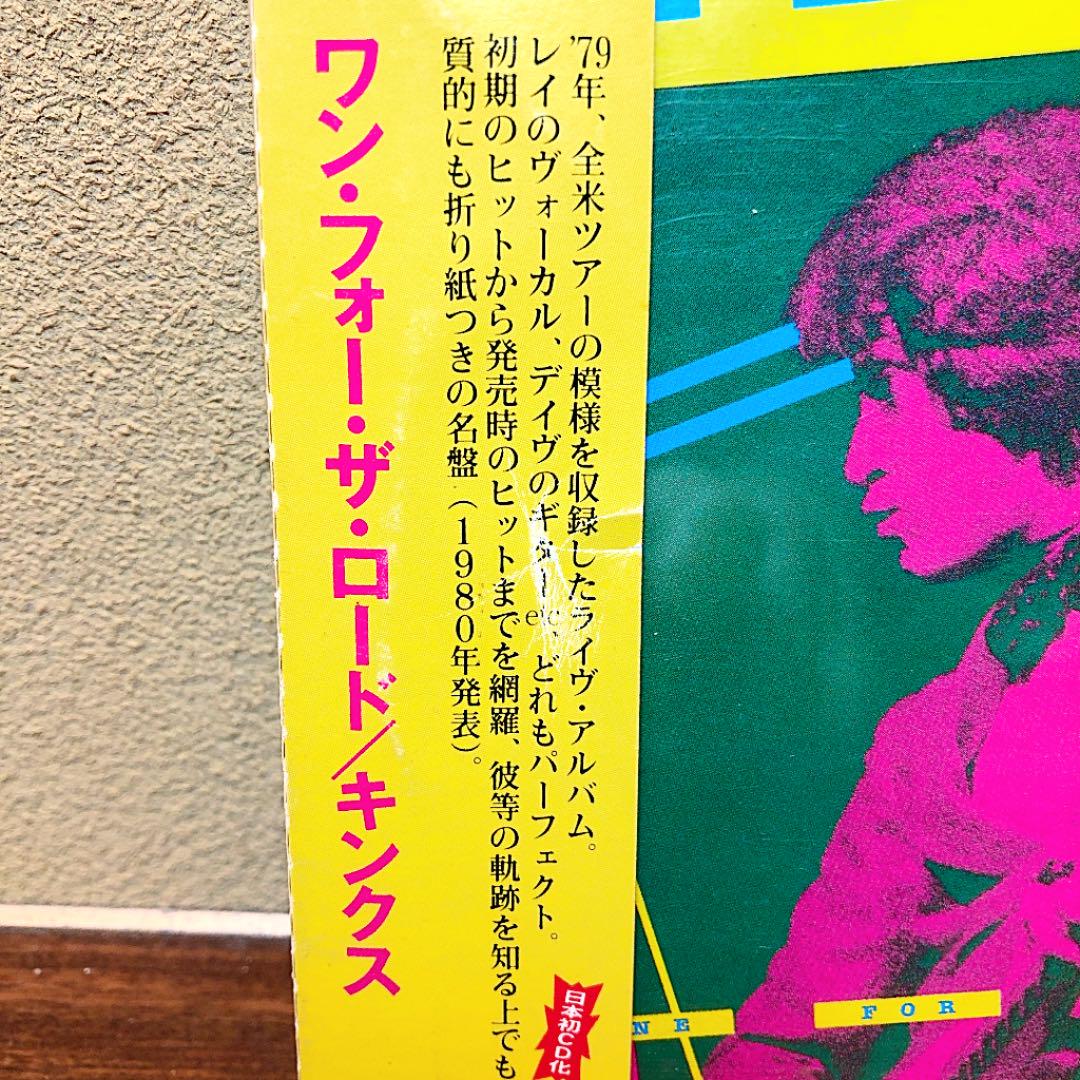 '79年、全米ツアーの模様を収録したライヴ・アルバム。
レイのヴォーカル、デイヴのギターetc、どれもパーフェクト。
初期のヒットから発売時のヒットまでを網羅、彼等の軌跡を知る上でも
質的にも折り紙つきの名盤（1980年発表）。
ワン・フォー・ザ・ロード/キンクス
日本初CD化
NE FOR